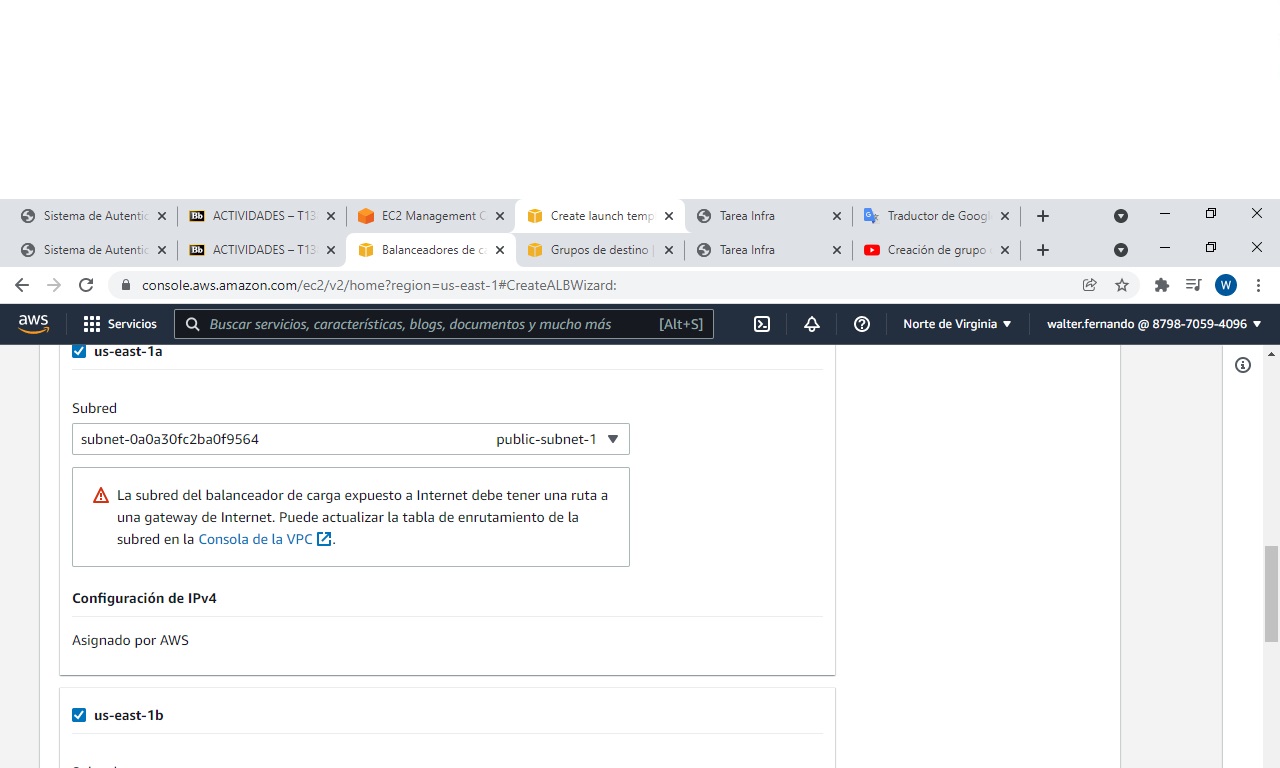 Sistema de Autentic
ACTIVIDADES – T13
EC2 Management C
Create launch temp
Tarea Infra
Traductor de Googl
Sistema de Autentic
ACTIVIDADES – T13
Balanceadores de ca
Grupos de destino |
Tarea Infra
Creación de grupo
console.aws.amazon.com/ec2/v2/home?region=us-east-1#CreateALBWizard:
W
aws
Servicios
Buscar servicios, características, blogs, documentos y mucho más [Alt+S]
Norte de Virginia
walter.fernando @ 8798-7059-4096
us-east-1a
Subred
subnet-0a0a30fc2ba0f9564 public-subnet-1
La subred del balanceador de carga expuesto a Internet debe tener una ruta a
una gateway de Internet. Puede actualizar la tabla de enrutamiento de la
subred en la Consola de la VPC.
Configuración de IPv4
Asignado por AWS
us-east-1b